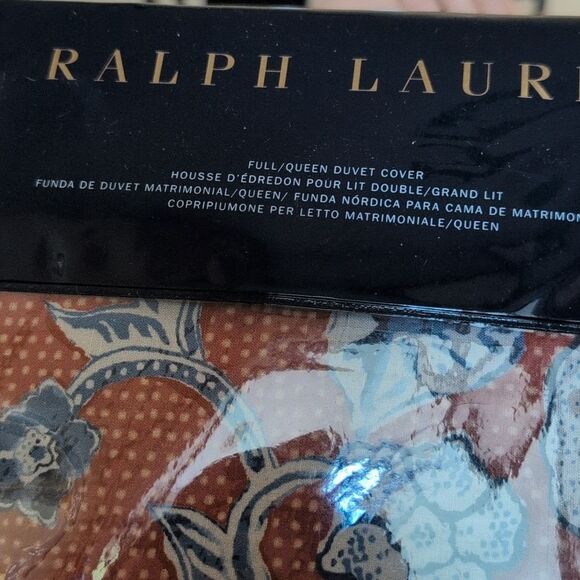 RALPH LAURE
FULL/QUEEN DUVET COVER
HOUSSE D'ÉDREDON POUR LIT DOUBLE/GRAND LIT
FUNDA DE DUVET MATRIMONIAL/QUEEN/ FUNDA NÓRDICA PARA CAMA DE MATRIMON
COPRIPIUMONE PER LETTO MATRIMONIALE/QUEEN